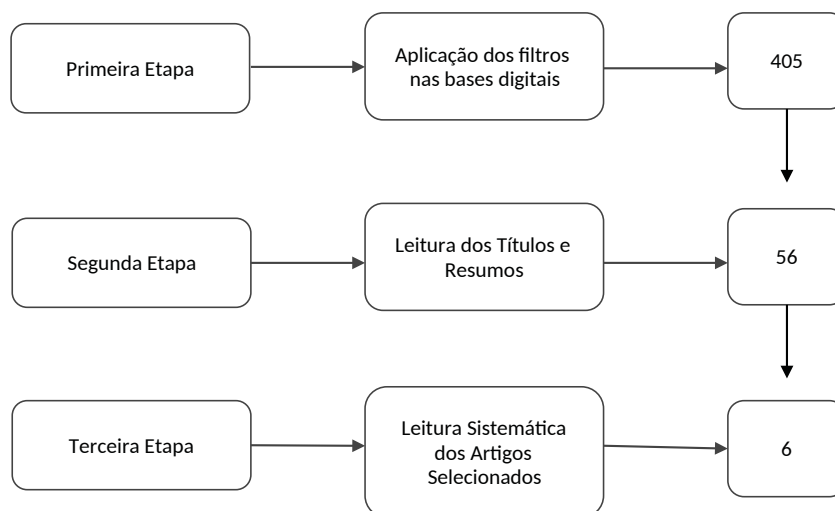 Primeira Etapa
Aplicação dos filtros
nas bases digitais
405
Segunda Etapa
Leitura dos Títulos e
Resumos
56
Terceira Etapa
Leitura Sistemática
dos Artigos
Selecionados
6